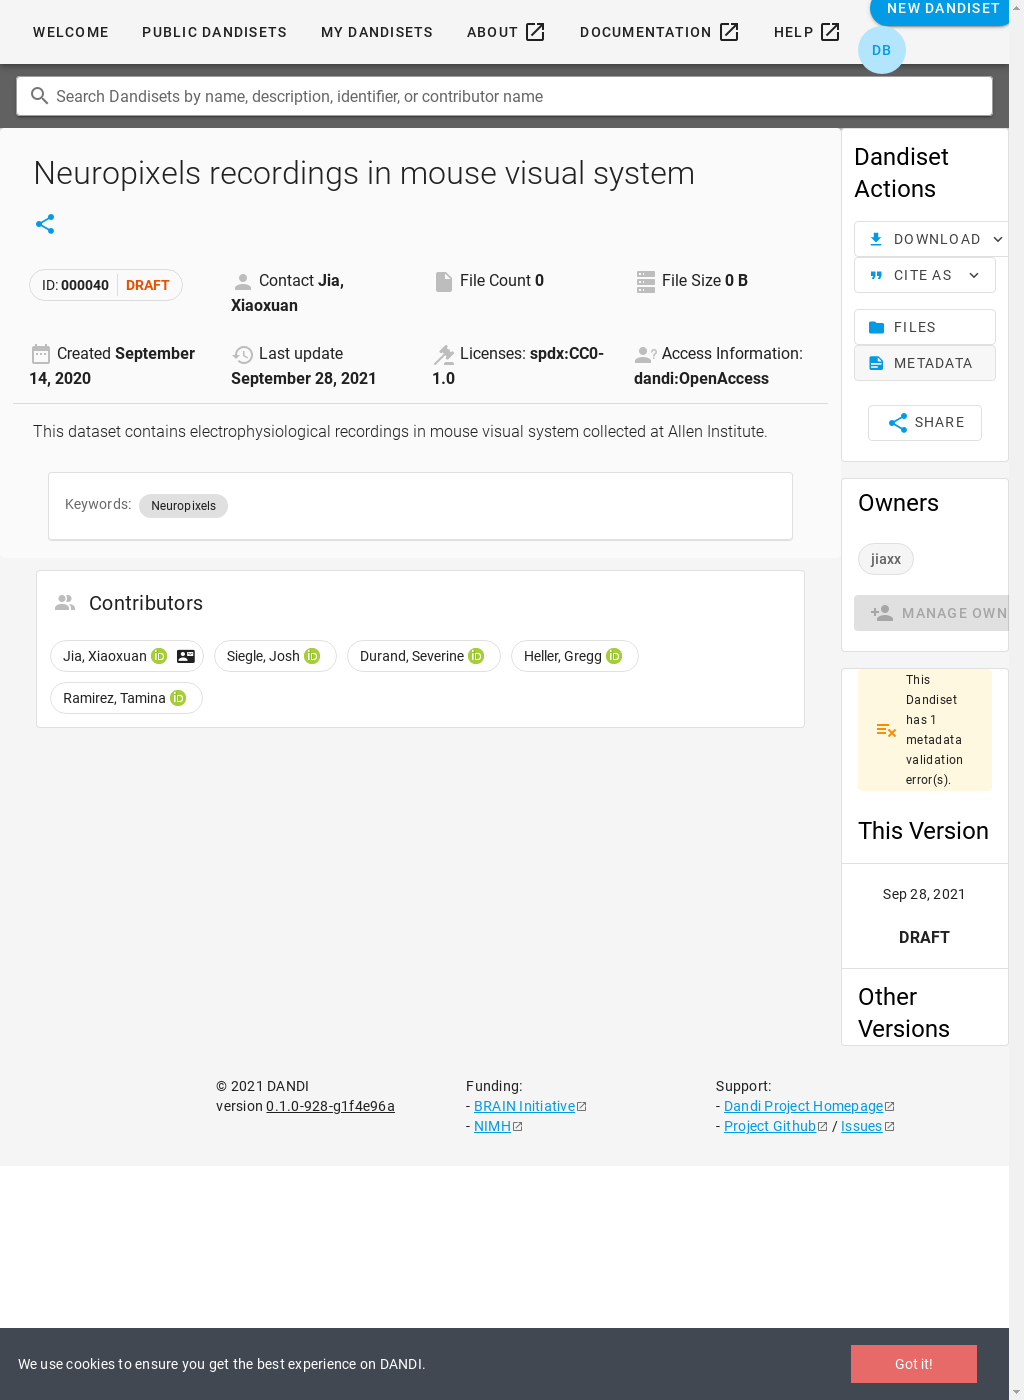 WELCOME
PUBLIC DANDISETS
MY DANDISETS
ABOUT
DOCUMENTATION
HELP
NEW DANDISET
DB
Search Dandisets by name, description, identifier, or contributor name
Neuropixels recordings in mouse visual system
ID: 000040 DRAFT
Contact Jia,
Xiaoxuan
File Count 0
File Size 0 B
Created September
14, 2020
Last update
September 28, 2021
Licenses: spdx:CC0-
1.0
Access Information:
dandi:OpenAccess
This dataset contains electrophysiological recordings in mouse visual system collected at Allen Institute.
Keywords: Neuropixels
Contributors
Jia, Xiaoxuan
Siegle, Josh
Durand, Severine
Heller, Gregg
Ramirez, Tamina
Dandiset
Actions
DOWNLOAD
CITE AS
FILES
METADATA
SHARE
Owners
jiaxx
MANAGE OWN
This
Dandiset
has 1
metadata
validation
error(s).
This Version
Sep 28, 2021
DRAFT
Other
Versions
© 2021 DANDI
version 0.1.0-928-g1f4e96a
Funding:
- BRAIN Initiative
- NIMH
Support:
- Dandi Project Homepage
- Project Github / Issues
We use cookies to ensure you get the best experience on DANDI.
Got it!